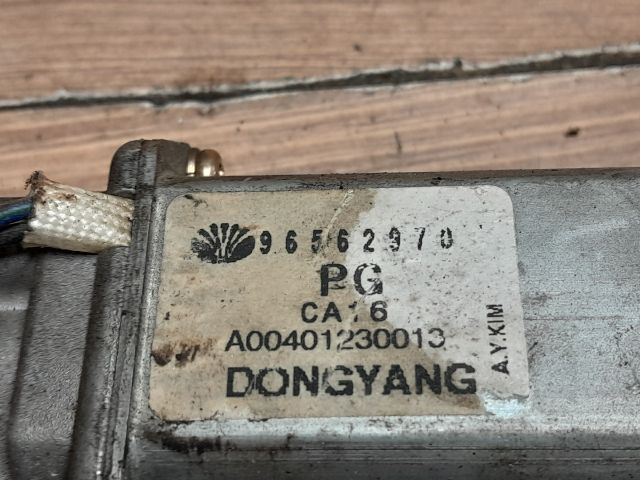 96562970
PG
CA16
A00401230013
DONGYANG
A.Y.KIM